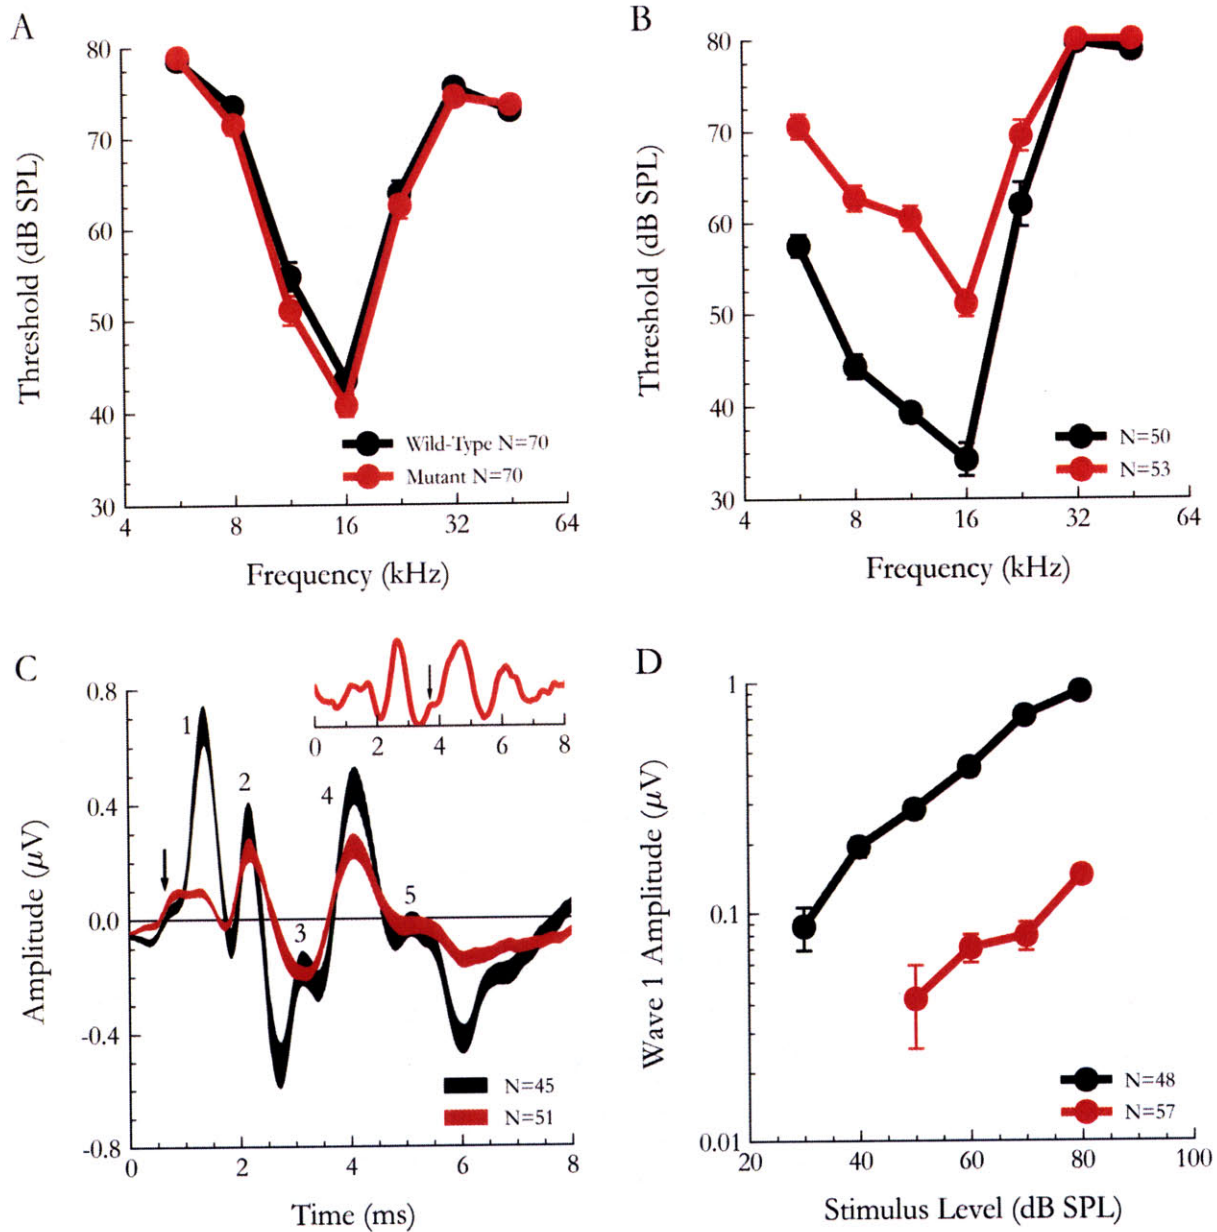 A
80
70
60
50
40
30
4
8
16
32
64
Threshold (dB SPL)
Frequency (kHz)
Wild-Type N=70
Mutant N=70
B
80
70
60
50
40
30
4
8
16
32
64
Threshold (dB SPL)
Frequency (kHz)
N=50
N=53
C
0.8
0.4
0.0
-0.4
-0.8
0
2
4
6
8
Amplitude (μV)
Time (ms)
1
2
3
4
5
0
2
4
6
8
N=45
N=51
D
1
0.1
0.01
20
40
60
80
100
Wave 1 Amplitude (μV)
Stimulus Level (dB SPL)
N=48
N=57